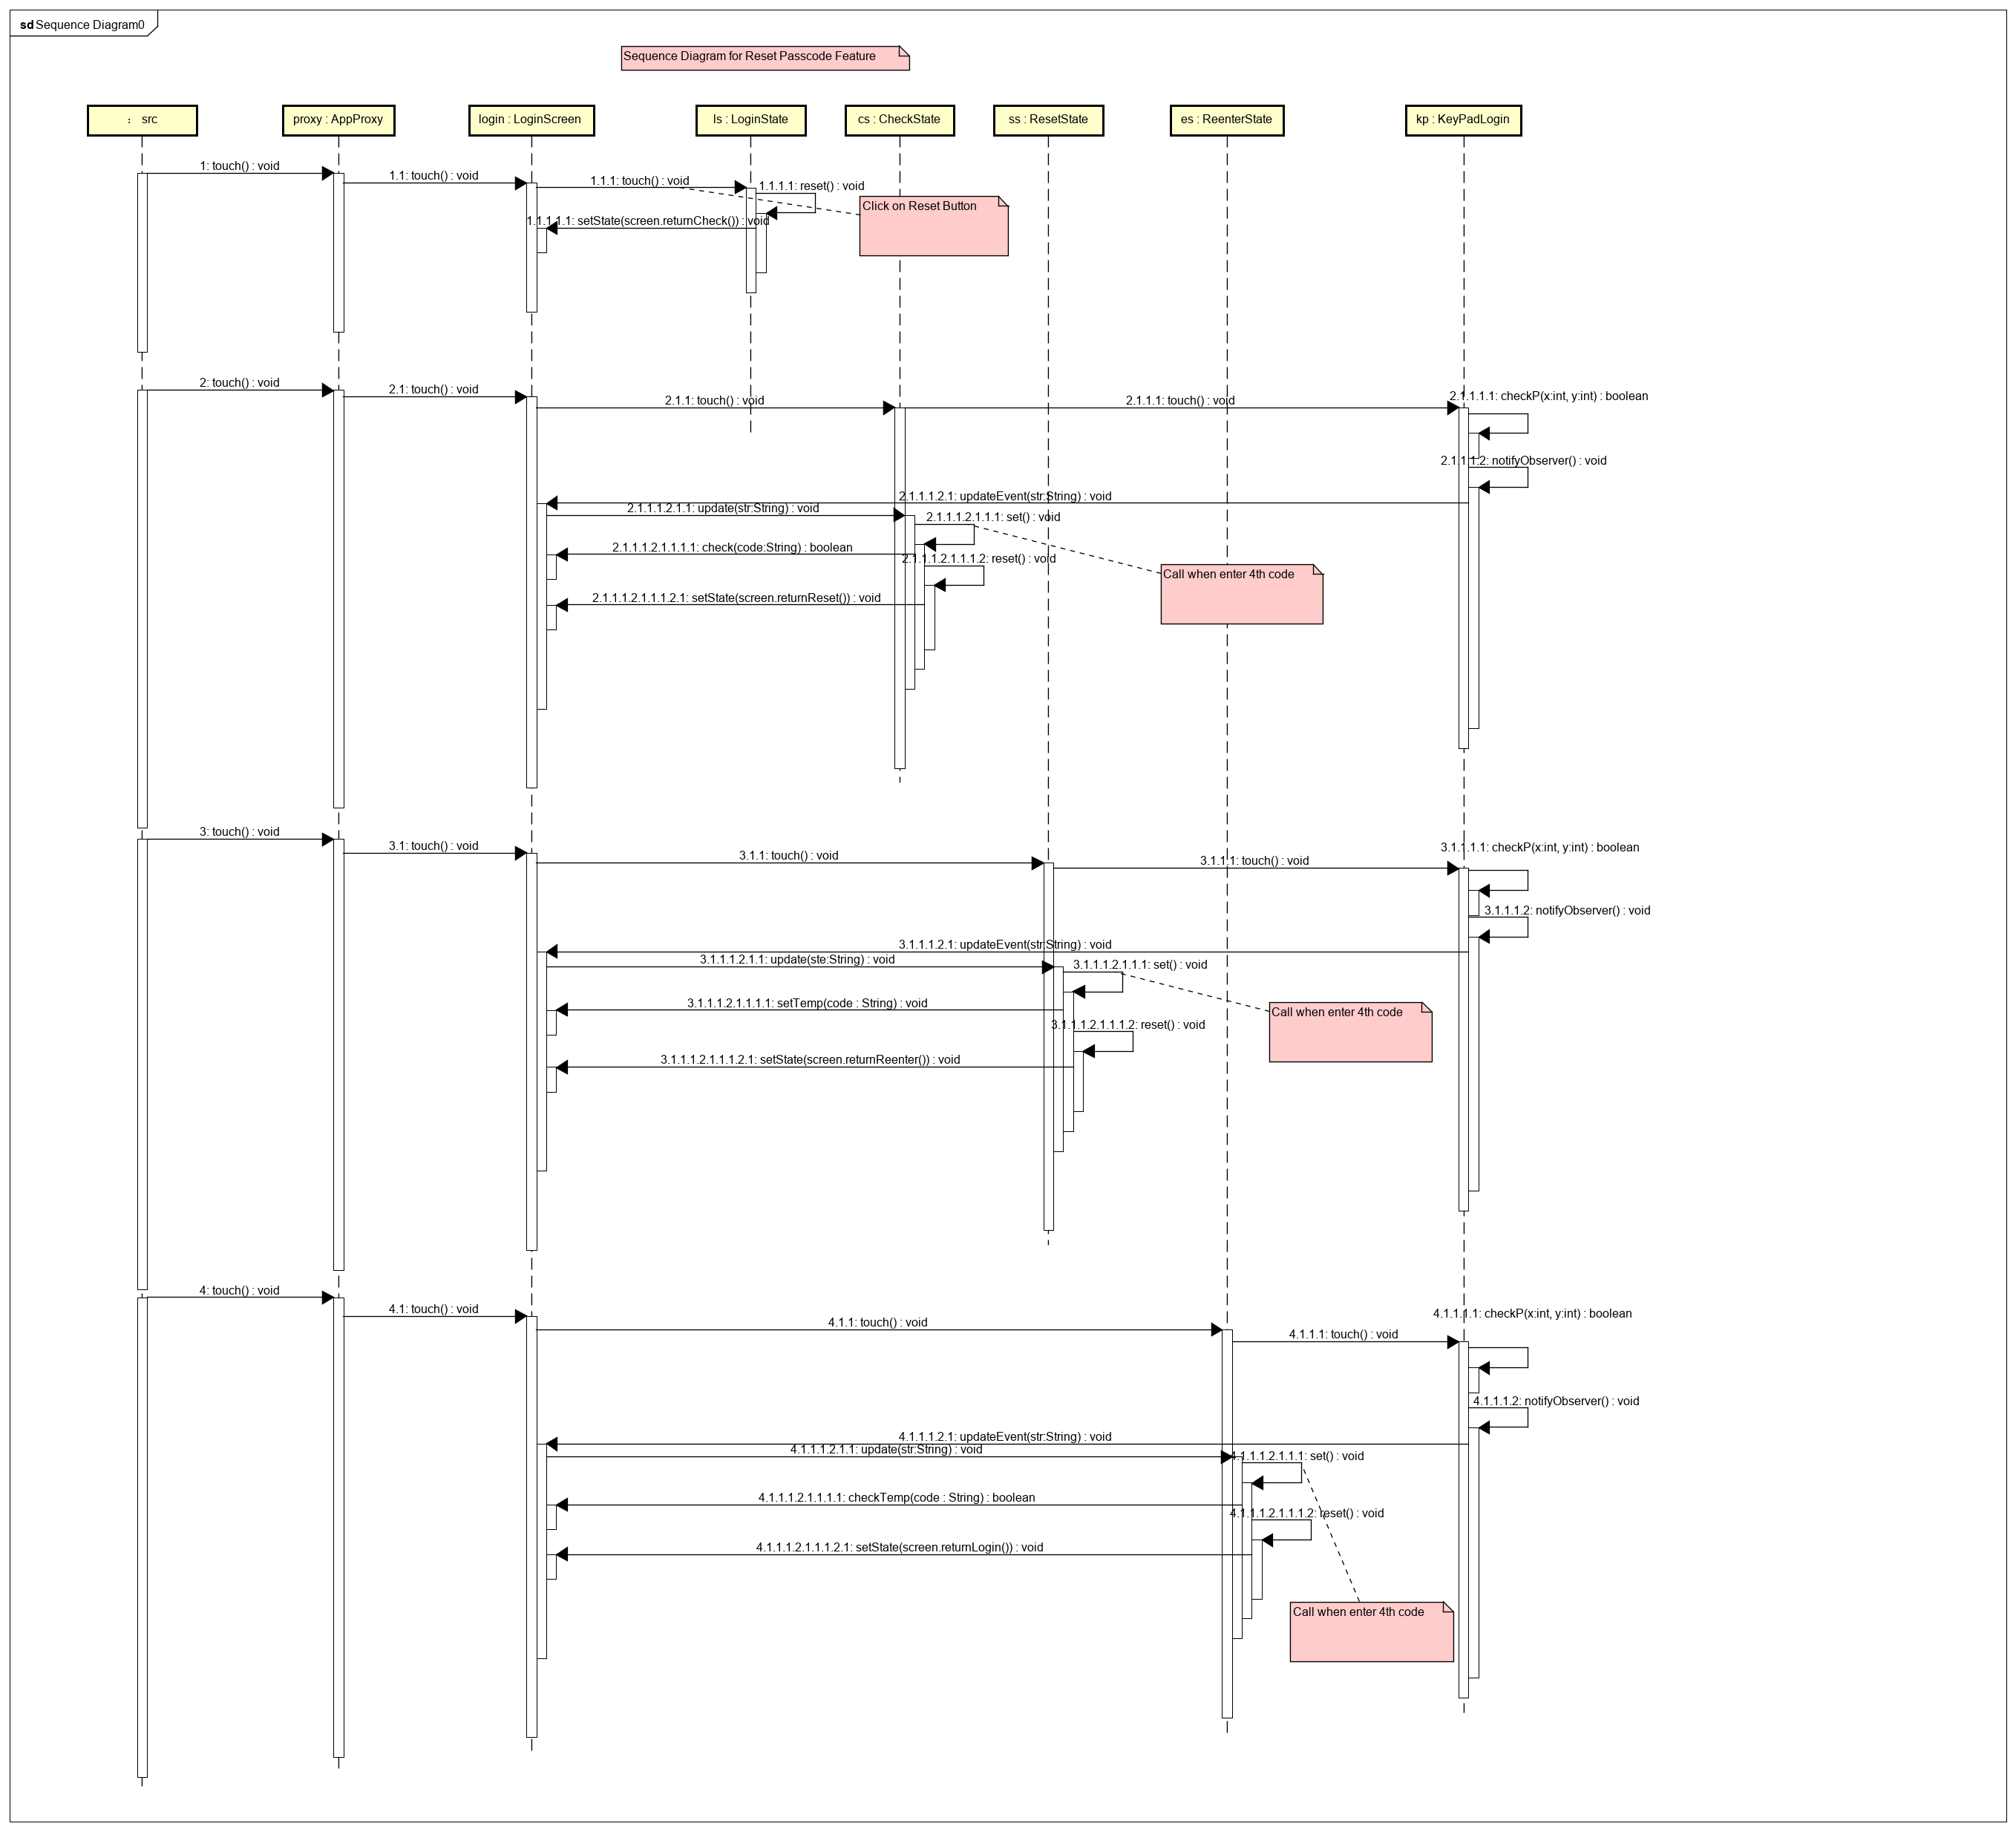 sd Sequence Diagram0
Sequence Diagram for Reset Passcode Feature
: src
proxy : AppProxy
login : LoginScreen
ls : LoginState
cs : CheckState
ss : ResetState
es : ReenterState
kp : KeyPadLogin
1: touch() : void
1.1: touch() : void
1.1.1: touch() : void
1.1.1.1: reset() : void
Click on Reset Button
1.1.1.1.1: setState(screen.returnCheck()) : void
2: touch() : void
2.1: touch() : void
2.1.1: touch() : void
2.1.1.1: touch() : void
2.1.1.1.1: checkP(x:int, y:int) : boolean
2.1.1.1.2: notifyObserver() : void
2.1.1.1.2.1: updateEvent(str:String) : void
2.1.1.1.2.1.1: update(str:String) : void
2.1.1.1.2.1.1.1: set() : void
2.1.1.1.2.1.1.1.1: check(code:String) : boolean
2.1.1.1.2.1.1.1.2: reset() : void
Call when enter 4th code
2.1.1.1.2.1.1.1.2.1: setState(screen.returnReset()) : void
3: touch() : void
3.1: touch() : void
3.1.1: touch() : void
3.1.1.1: touch() : void
3.1.1.1.1: checkP(x:int, y:int) : boolean
3.1.1.1.2: notifyObserver() : void
3.1.1.1.2.1: updateEvent(str:String) : void
3.1.1.1.2.1.1: update(ste:String) : void
3.1.1.1.2.1.1.1: set() : void
3.1.1.1.2.1.1.1.1: setTemp(code : String) : void
Call when enter 4th code
3.1.1.1.2.1.1.1.2: reset() : void
3.1.1.1.2.1.1.1.2.1: setState(screen.returnReenter()) : void
4: touch() : void
4.1: touch() : void
4.1.1: touch() : void
4.1.1.1: touch() : void
4.1.1.1.1: checkP(x:int, y:int) : boolean
4.1.1.1.2: notifyObserver() : void
4.1.1.1.2.1: updateEvent(str:String) : void
4.1.1.1.2.1.1: update(str:String) : void
4.1.1.1.2.1.1.1: set() : void
4.1.1.1.2.1.1.1.1: checkTemp(code : String) : boolean
4.1.1.1.2.1.1.1.2: reset() : void
4.1.1.1.2.1.1.1.2.1: setState(screen.returnLogin()) : void
Call when enter 4th code